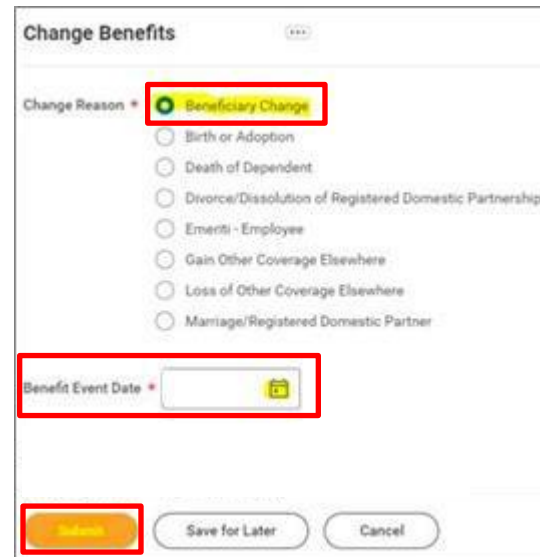 Change Benefits
Change Reason * Beneficiary Change
Birth or Adoption
Death of Dependent
Divorce/Dissolution of Registered Domestic Partnership
Emeriti - Employee
Gain Other Coverage Elsewhere
Loss of Other Coverage Elsewhere
Marriage/Registered Domestic Partner
Benefit Event Date *
Submit Save for Later Cancel